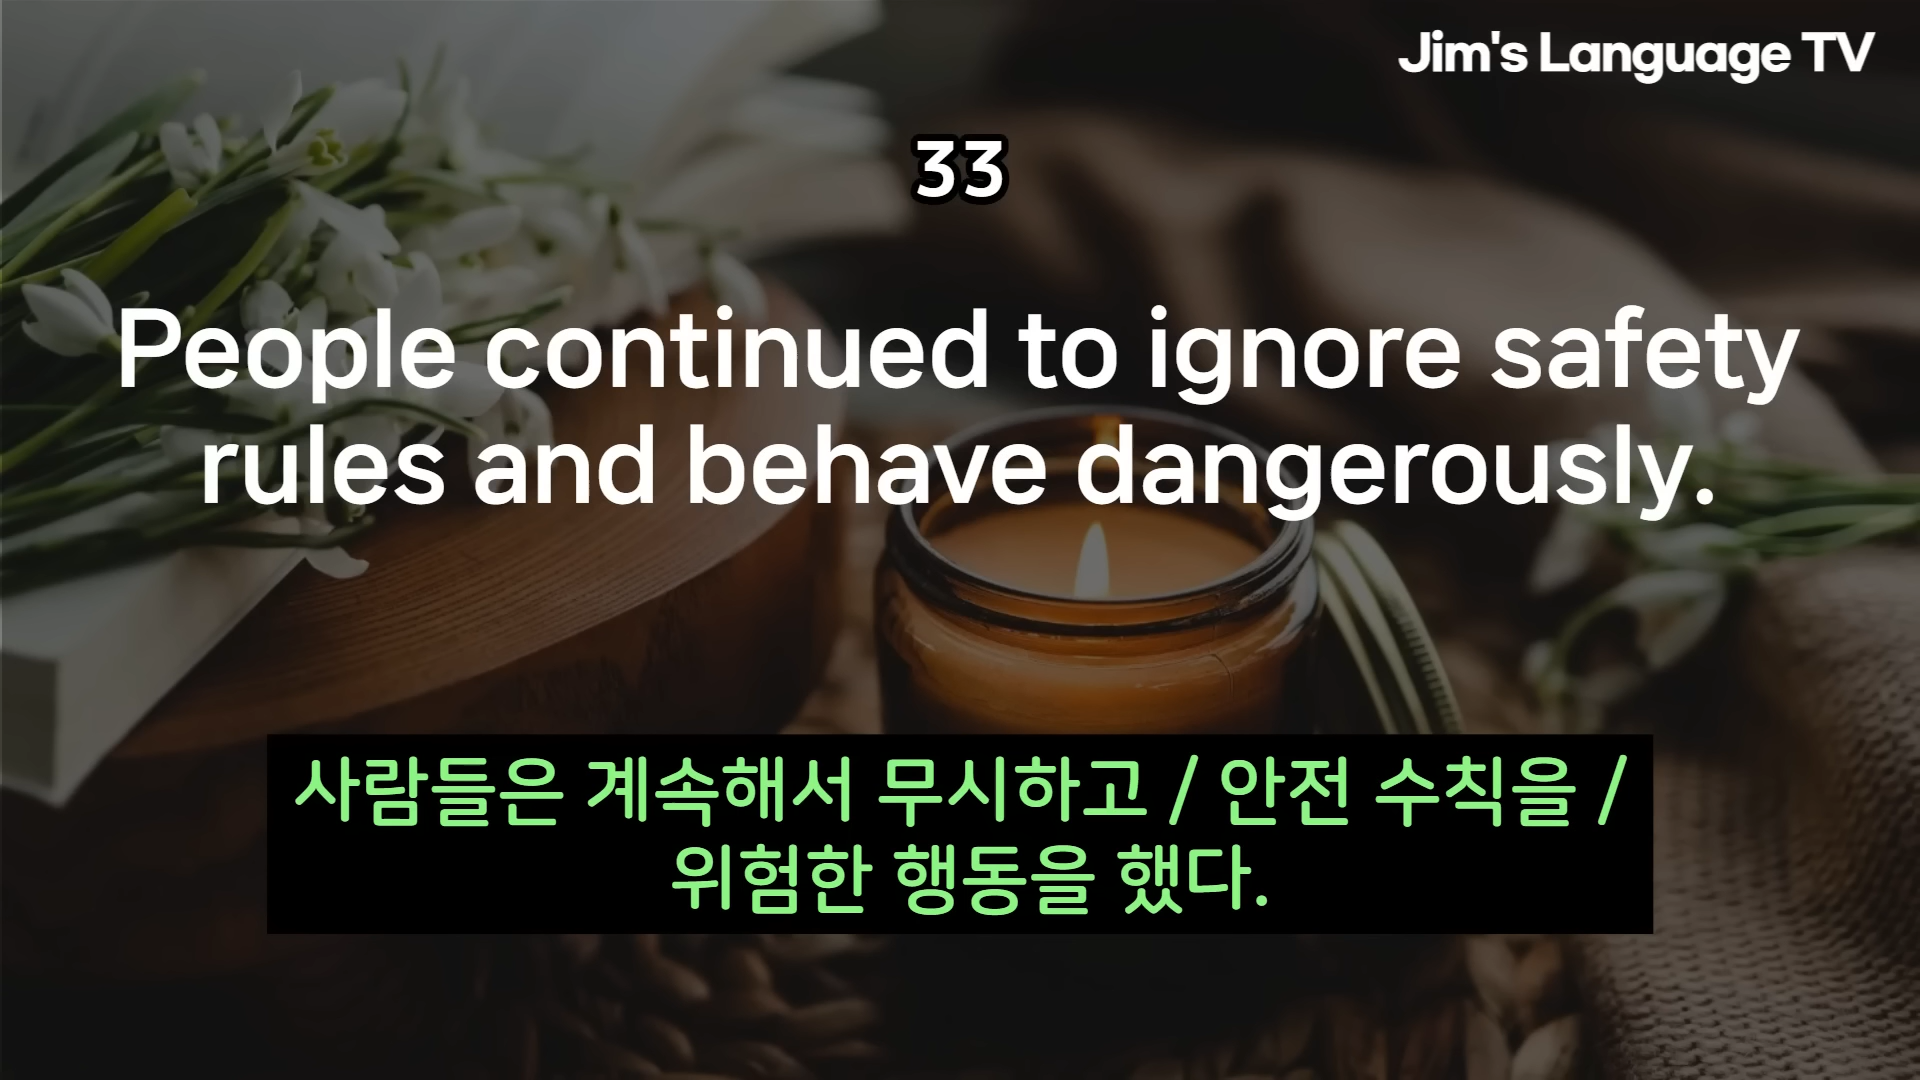 Jim's Language TV
33
People continued to ignore safety
rules and behave dangerously.
사람들은 계속해서 무시하고 / 안전 수칙을 /
위험한 행동을 했다.